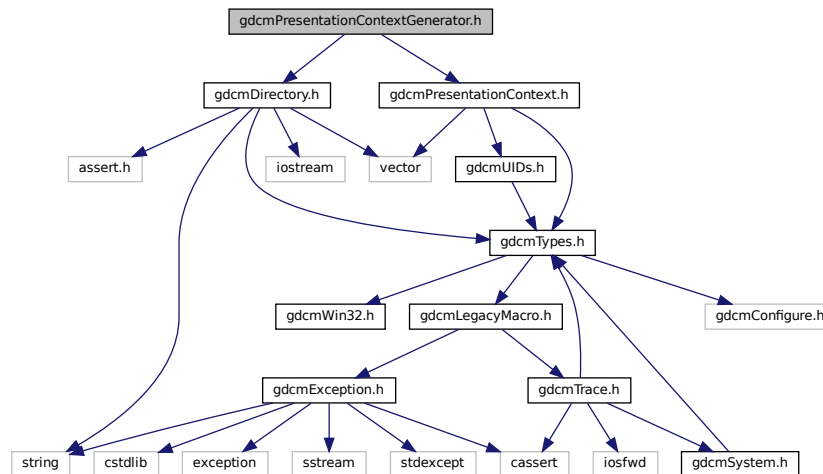 gdcmPresentationContextGenerator.h
gdcmDirectory.h
gdcmPresentationContext.h
assert.h
iostream
vector
gdcmUIDs.h
gdcmTypes.h
gdcmWin32.h
gdcmLegacyMacro.h
gdcmConfigure.h
gdcmException.h
gdcmTrace.h
string
cstdlib
exception
sstream
stdexcept
cassert
iosfwd
gdcmSystem.h